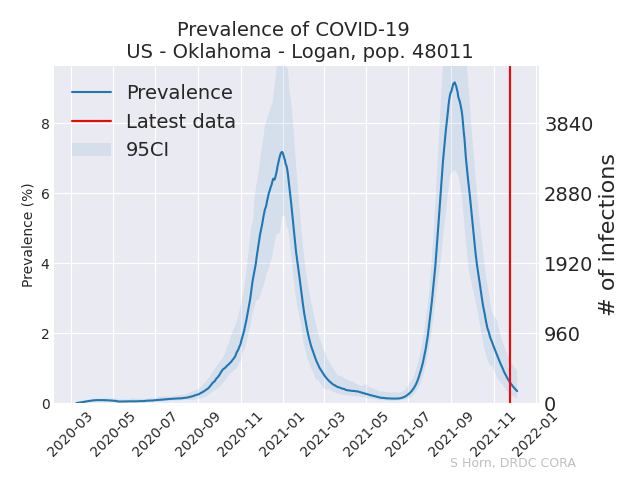 Prevalence of COVID-19
US - Oklahoma - Logan, pop. 48011
Prevalence
Latest data
95CI
Prevalence (%)
8
6
4
2
0
3840
2880
1920
960
0
# of infections
2020-03
2020-05
2020-07
2020-09
2020-11
2021-01
2021-03
2021-05
2021-07
2021-09
2021-11
2022-01
S Horn, DRDC CORA